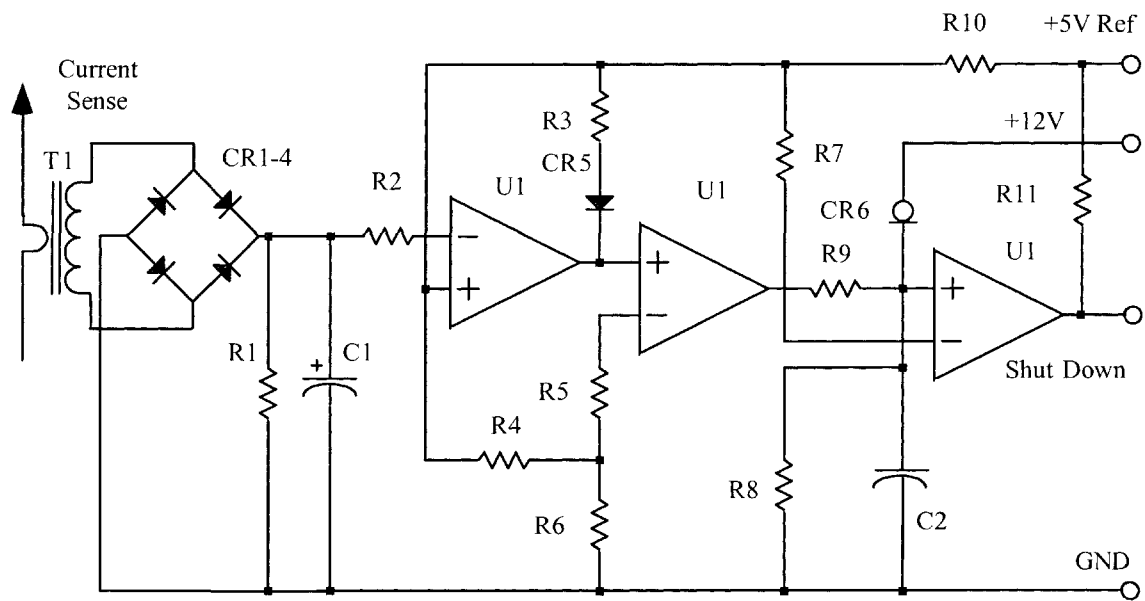 R10
+5V Ref
Current
Sense
R3
+12V
T1
CR1-4
R2
U1
CR5
U1
R7
CR6
R11
R9
U1
R1
C1
R5
Shut Down
R4
R8
R6
C2
GND